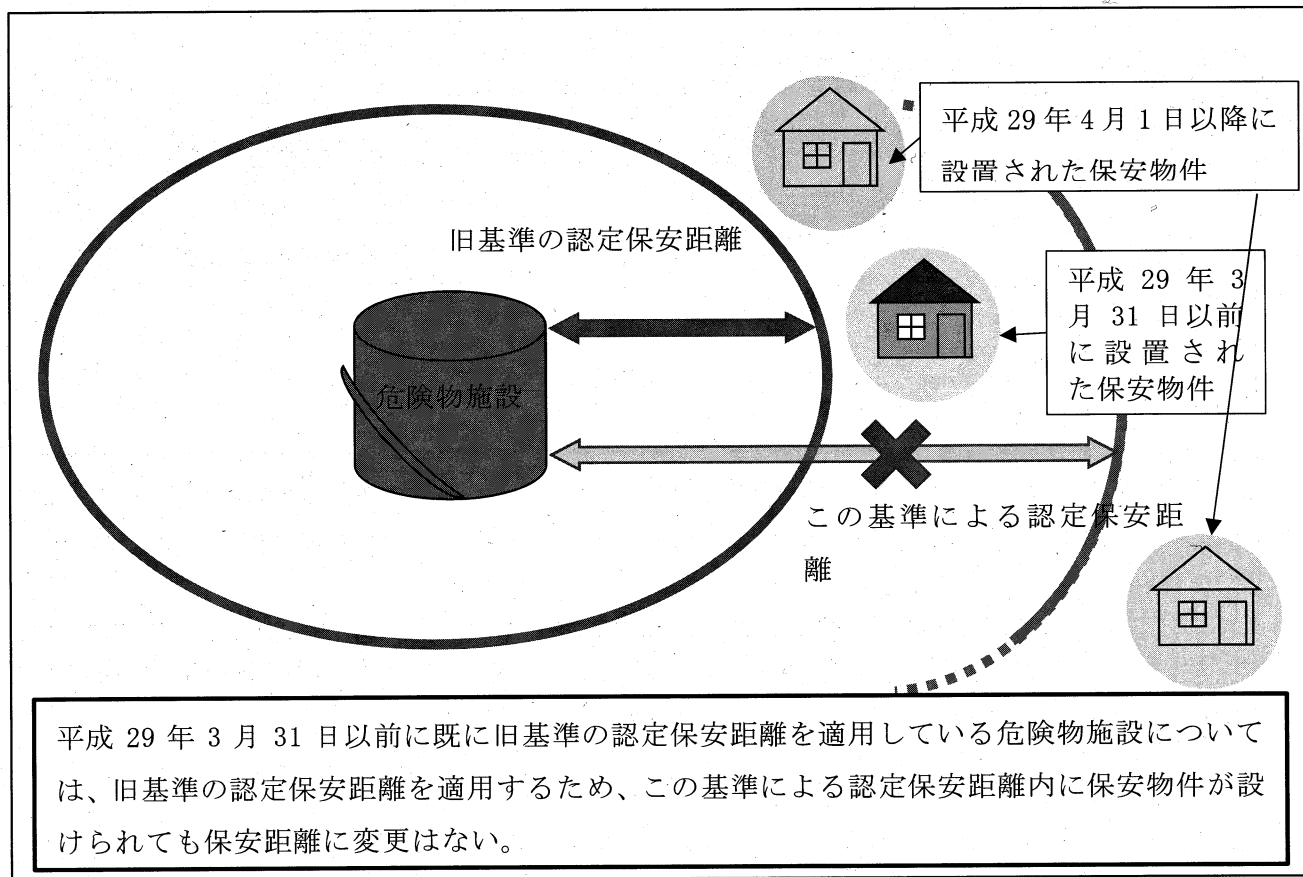 平成 29 年 4 月 1 日以降に
設置された保安物件
旧基準の認定保安距離
平成 29 年 3
月 31 日以前
に設置され
た保安物件
危険物施設
この基準による認定保安距
離
平成 29 年 3 月 31 日以前に既に旧基準の認定保安距離を適用している危険物施設について
は、旧基準の認定保安距離を適用するため、この基準による認定保安距離内に保安物件が設
けられても保安距離に変更はない。